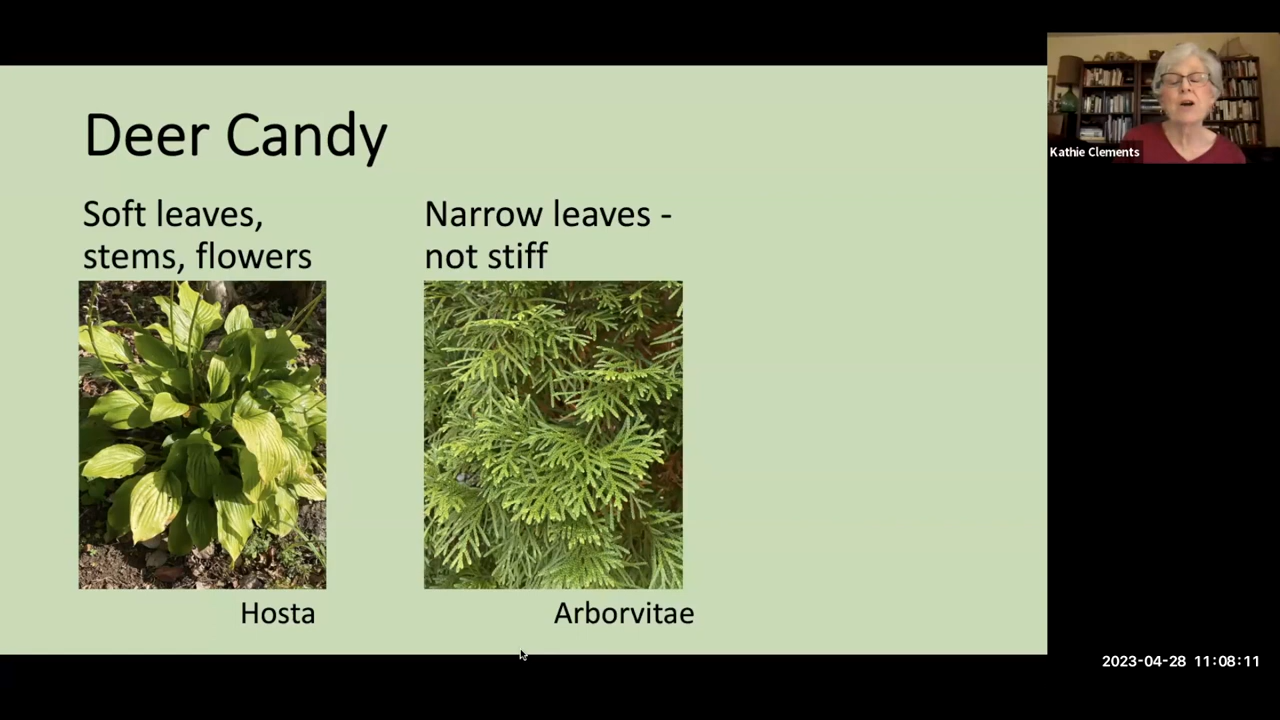 Deer Candy
Soft leaves,
stems, flowers
Narrow leaves -
not stiff
Hosta
Arborvitae
Kathie Clements
2023-04-28 11:08:11